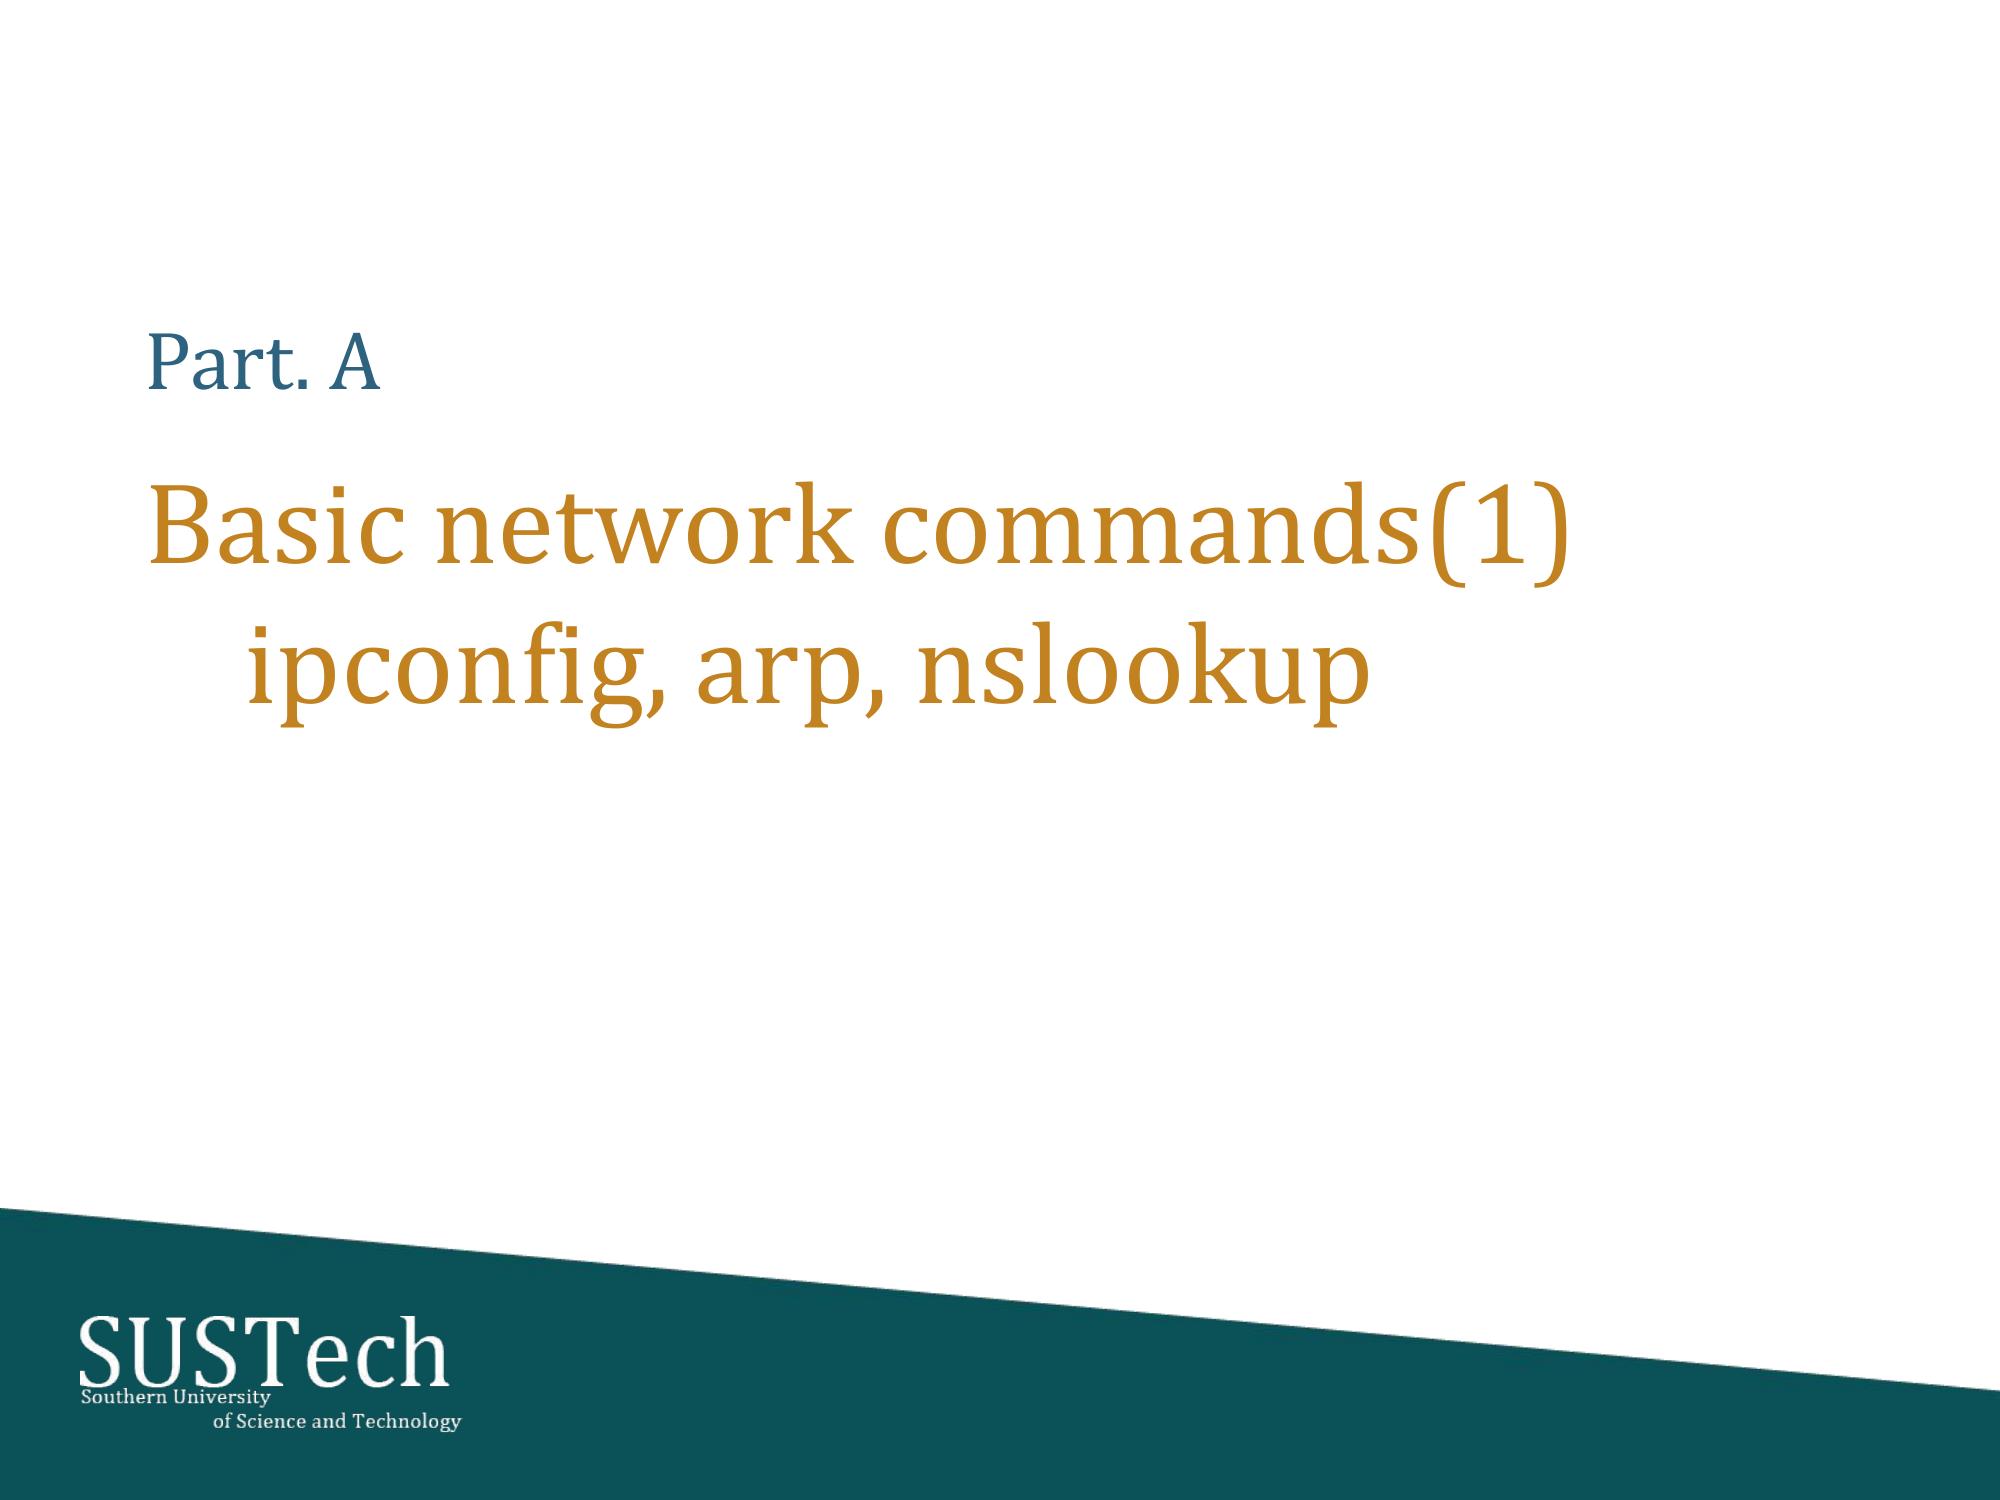 Part. A
Basic network commands(1)
ipconfig, arp, nslookup
SUSTech
Southern University
of Science and Technology